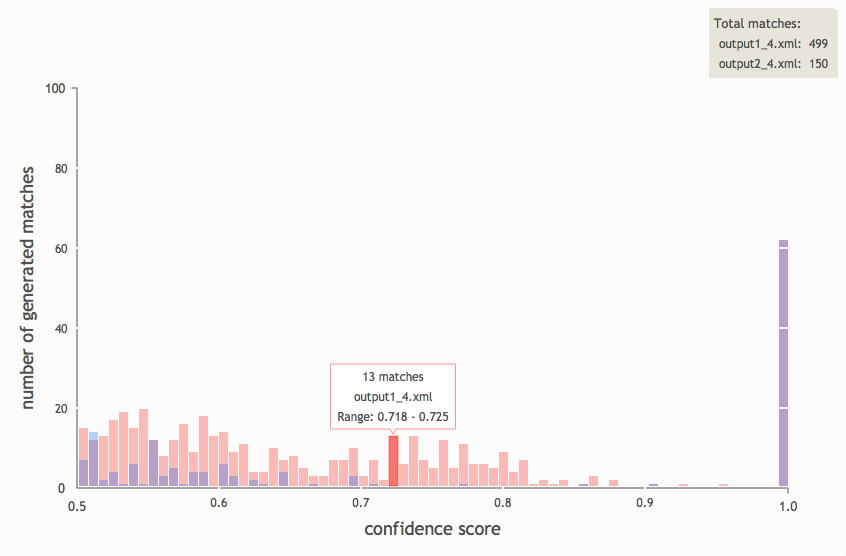 Total matches:
output1_4.xml: 499
output2_4.xml: 150
100
80
60
40
20
0
number of generated matches
13 matches
output1_4.xml
Range: 0.718 - 0.725
0.5 0.6 0.7 0.8 0.9 1.0
confidence score